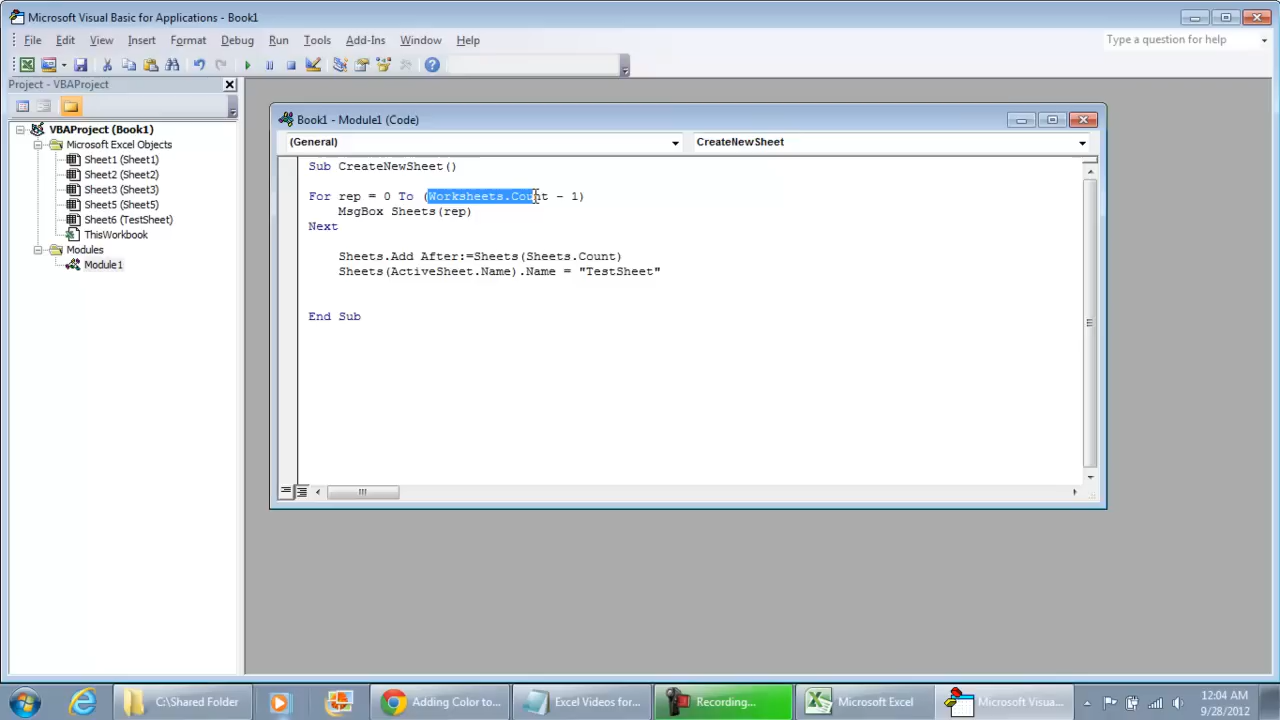 Microsoft Visual Basic for Applications - Book1
File Edit View Insert Format Debug Run Tools Add-Ins Window Help
Type a question for help
Project - VBAProject
VBAProject (Book1)
Microsoft Excel Objects
Sheet1 (Sheet1)
Sheet2 (Sheet2)
Sheet3 (Sheet3)
Sheet5 (Sheet5)
Sheet6 (TestSheet)
ThisWorkbook
Modules
Module1
Book1 - Module1 (Code)
(General)
CreateNewSheet
Sub CreateNewSheet()
For rep = 0 To (Worksheets.Count - 1)
MsgBox Sheets(rep)
Next
Sheets.Add After:=Sheets(Sheets.Count)
Sheets(ActiveSheet.Name).Name = "TestSheet"
End Sub
C:\Shared Folder
Adding Color to...
Excel Videos for...
Recording...
Microsoft Excel
Microsoft Visua...
12:04 AM
9/28/2012